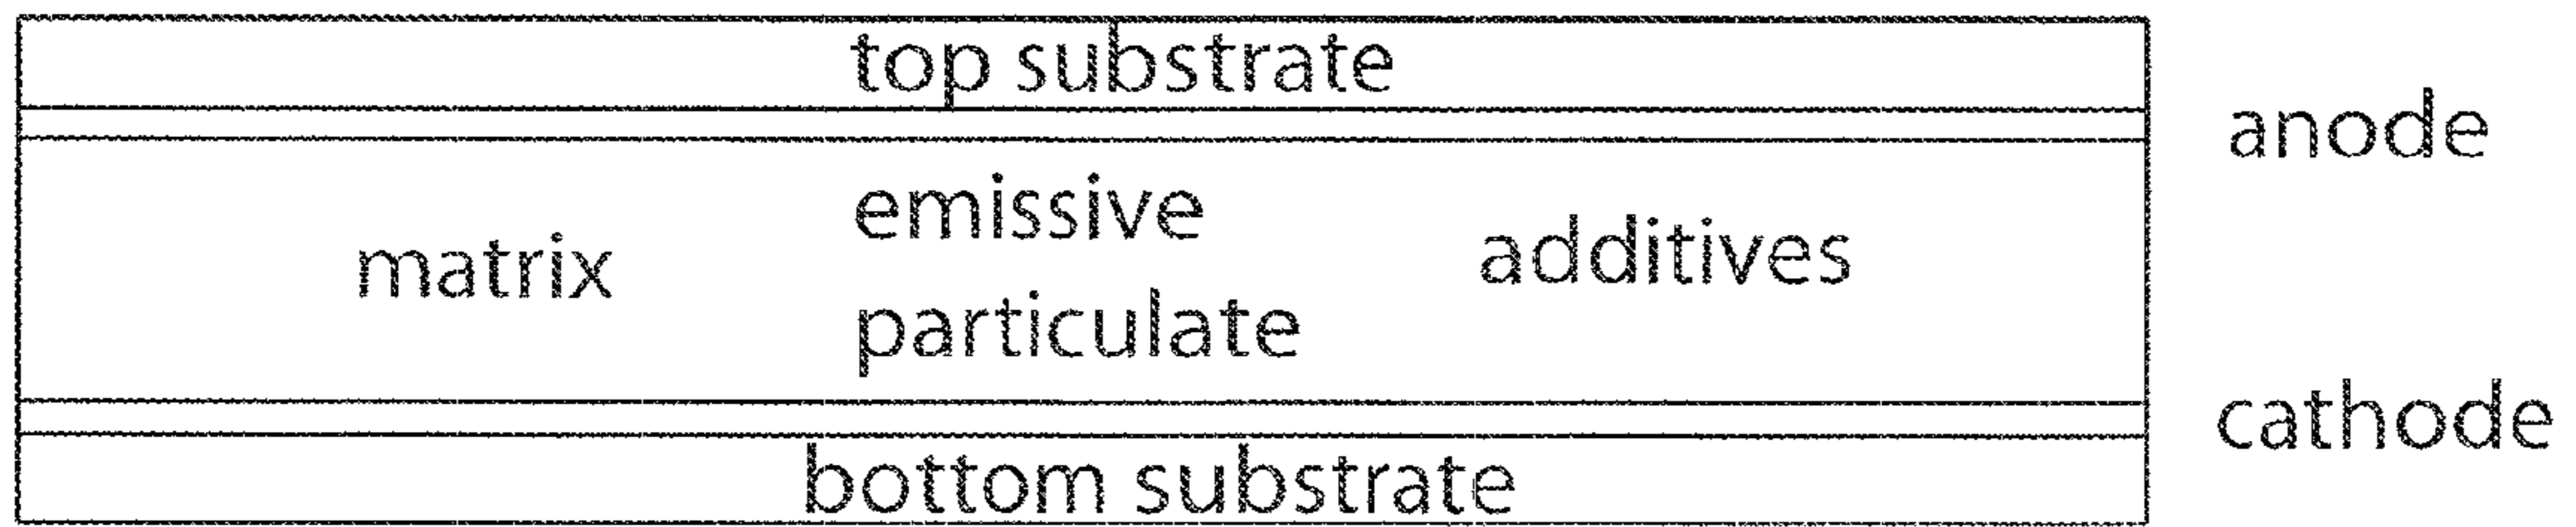 top substrate
anode
matrix
emissive
particulate
additives
cathode
bottom substrate